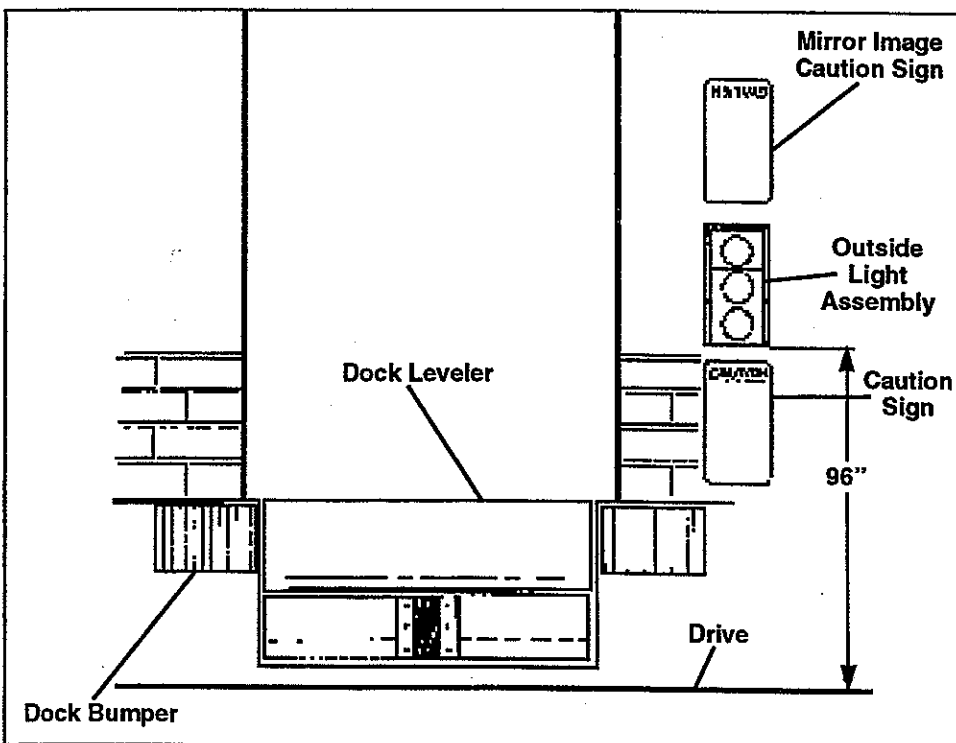 Mirror Image
Caution Sign
Outside
Light
Assembly
Dock Leveler
Caution
Sign
96”
Drive
Dock Bumper